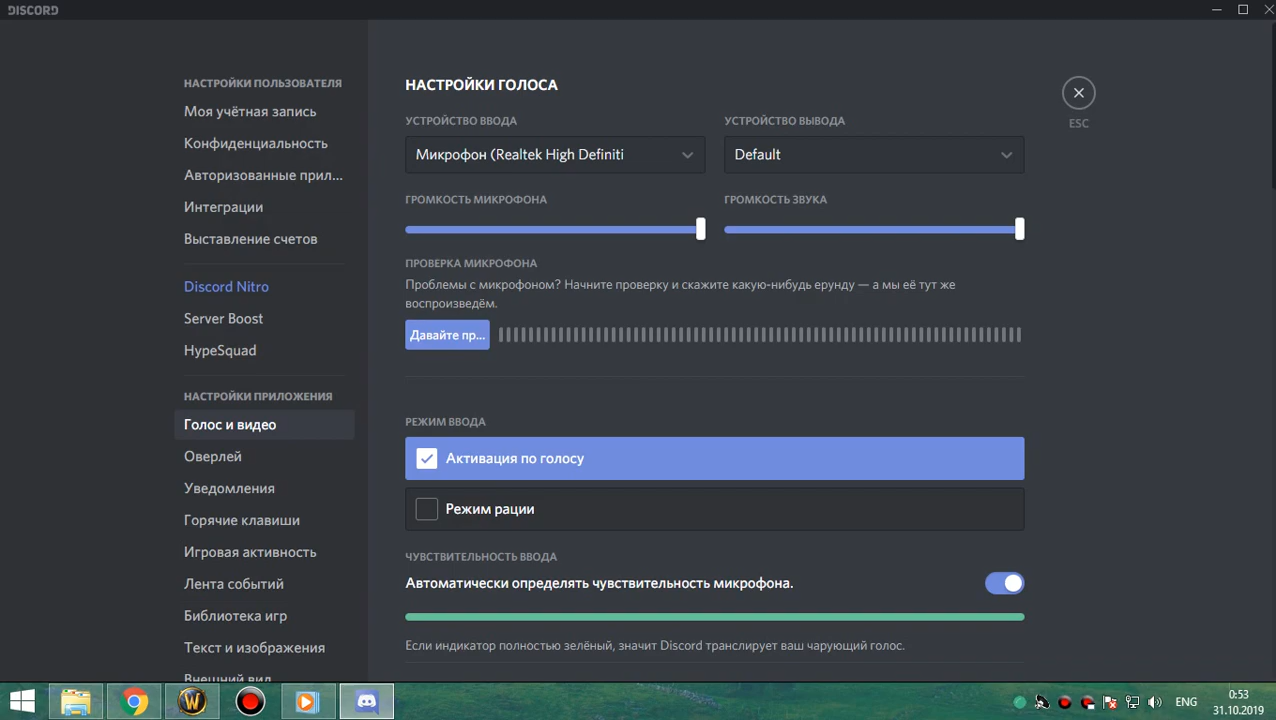 DISCORD
НАСТРОЙКИ ПОЛЬЗОВАТЕЛЯ
Моя учётная запись
Конфиденциальность
Авторизованные прил...
Интеграции
Выставление счетов
Discord Nitro
Server Boost
HypeSquad
НАСТРОЙКИ ПРИЛОЖЕНИЯ
Голос и видео
Оверлей
Уведомления
Горячие клавиши
Игровая активность
Лента событий
Библиотека игр
Текст и изображения
Внешний вид
НАСТРОЙКИ ГОЛОСА
УСТРОЙСТВО ВВОДА
Микрофон (Realtek High Definiti
УСТРОЙСТВО ВЫВОДА
Default
ГРОМКОСТЬ МИКРОФОНА
ГРОМКОСТЬ ЗВУКА
ПРОВЕРКА МИКРОФОНА
Проблемы с микрофоном? Начните проверку и скажите какую-нибудь ерунду — а мы её тут же
воспроизведём.
Давайте пр...
РЕЖИМ ВВОДА
Активация по голосу
Режим рации
ЧУВСТВИТЕЛЬНОСТЬ ВВОДА
Автоматически определять чувствительность микрофона.
Если индикатор полностью зелёный, значит Discord транслирует ваш чарующий голос.
ESC
ENG
0:53
31.10.2019